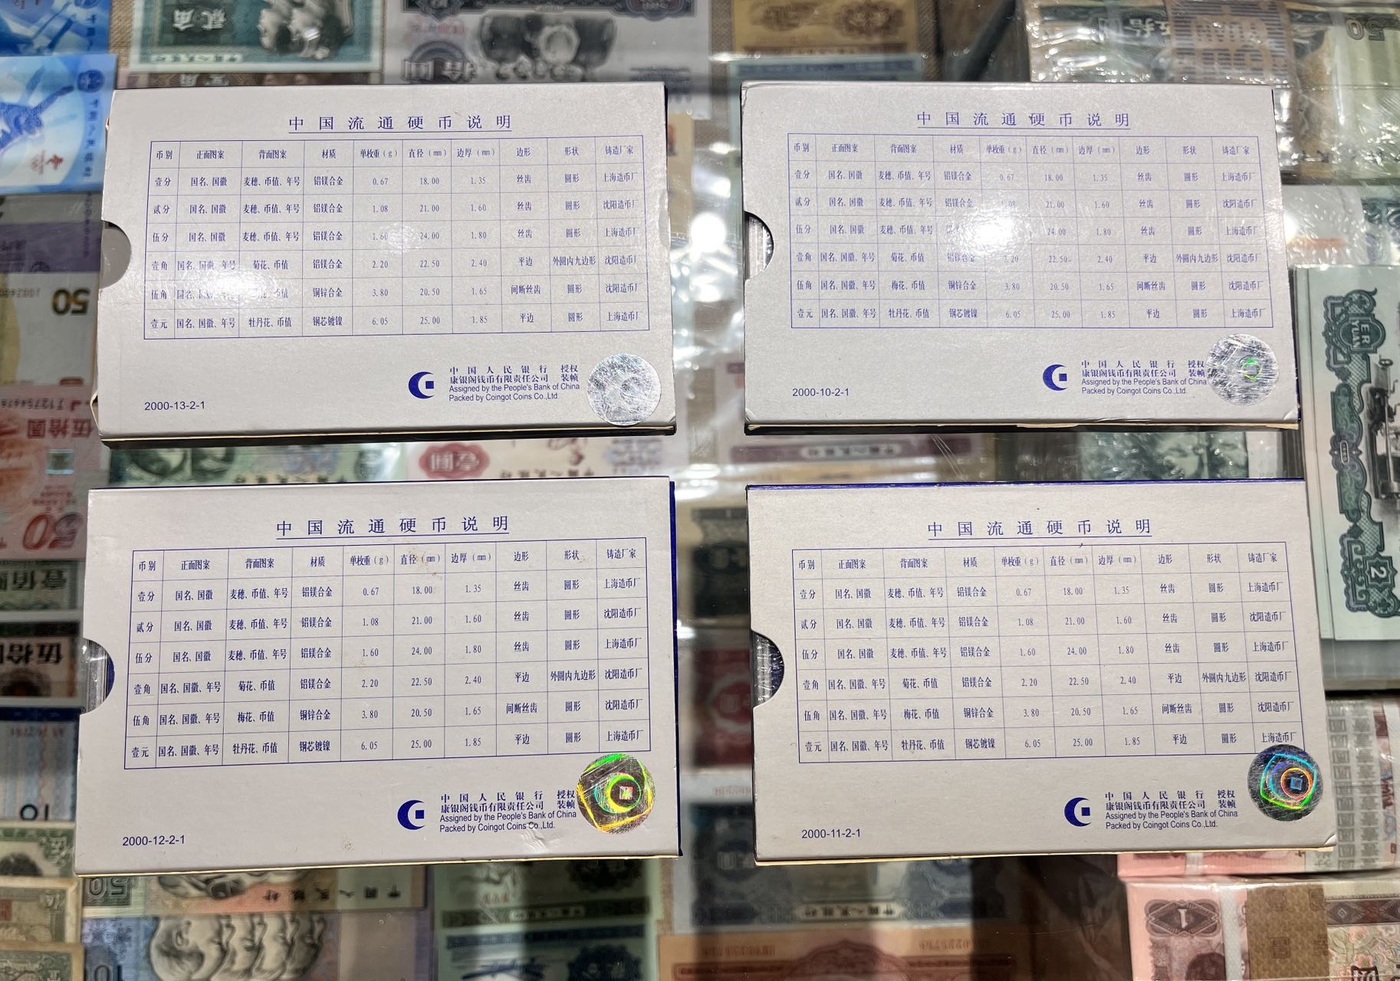 中国流通硬币说明
币别 正面图案 背面图案 材质 单枚重（g） 直径（mm） 边厚（mm） 边形 形状 铸造厂家
壹分 国名、国徽 麦穗、币值、年号 铝镁合金 0.67 18.00 1.35 丝齿 圆形 上海造币厂
贰分 国名、国徽 麦穗、币值、年号 铝镁合金 1.08 21.00 1.60 丝齿 圆形 沈阳造币厂
伍分 国名、国徽 麦穗、币值、年号 铝镁合金 1.60 24.00 1.80 丝齿 圆形 上海造币厂
壹角 国名、国徽、年号 菊花、币值 铝镁合金 2.20 22.50 2.40 平边 外圆内九边形 沈阳造币厂
伍角 国名、国徽、年号 币值 铜锌合金 3.80 20.50 1.65 间断丝齿 圆形 沈阳造币厂
壹元 国名、国徽、年号 牡丹花、币值 钢芯镀镍 6.05 25.00 1.85 平边 圆形 上海造币厂
中国人民银行 授权
康银阁钱币有限责任公司 装帧
Assigned by the People's Bank of China
Packed by Coingot Coins Co.,Ltd.
2000-13-2-1
中国流通硬币说明
币别 正面图案 背面图案 材质 单枚重（g） 直径（mm） 边厚（mm） 边形 形状 铸造厂家
壹分 国名、国徽 麦穗、币值、年号 铝镁合金 0.67 18.00 1.35 丝齿 圆形 上海造币厂
贰分 国名、国徽 麦穗、币值、年号 铝镁合金 21.00 1.60 丝齿 圆形 沈阳造币厂
伍分 国名、国徽 麦穗、币值、年号 24.00 1.80 丝齿 圆形 上海造币厂
壹角 国名、国徽、年号 菊花、币值 铝镁合金 2.20 22.50 2.40 平边 外圆内九边形 沈阳造币厂
伍角 国名、国徽、年号 梅花、币值 铜锌合金 3.80 20.50 1.65 间断丝齿 圆形 沈阳造币厂
壹元 国名、国徽、年号 牡丹花、币值 钢芯镀镍 6.05 25.00 1.85 平边 圆形 上海造币厂
中国人民银行 授权
康银阁钱币有限责任公司 装帧
Assigned by the People's Bank of China
Packed by Coingot Coins Co.,Ltd.
2000-10-2-1
中国流通硬币说明
币别 正面图案 背面图案 材质 单枚重（g） 直径（mm） 边厚（mm） 边形 形状 铸造厂家
壹分 国名、国徽 麦穗、币值、年号 铝镁合金 0.67 18.00 1.35 丝齿 圆形 上海造币厂
贰分 国名、国徽 麦穗、币值、年号 铝镁合金 1.08 21.00 1.60 丝齿 圆形 沈阳造币厂
伍分 国名、国徽 麦穗、币值、年号 铝镁合金 1.60 24.00 1.80 丝齿 圆形 上海造币厂
壹角 国名、国徽、年号 菊花、币值 铝镁合金 2.20 22.50 2.40 平边 外圆内九边形 沈阳造币厂
伍角 国名、国徽、年号 梅花、币值 铜锌合金 3.80 20.50 1.65 间断丝齿 圆形 沈阳造币厂
壹元 国名、国徽、年号 牡丹花、币值 钢芯镀镍 6.05 25.00 1.85 平边 圆形 上海造币厂
中国人民银行 授权
康银阁钱币有限责任公司 装帧
Assigned by the People's Bank of China
Packed by Coingot Coins Co.,Ltd.
2000-12-2-1
中国流通硬币说明
币别 正面图案 背面图案 材质 单枚重（g） 直径（mm） 边厚（mm） 边形 形状 铸造厂家
壹分 国名、国徽 麦穗、币值、年号 铝镁合金 0.67 18.00 1.35 丝齿 圆形 上海造币厂
贰分 国名、国徽 麦穗、币值、年号 铝镁合金 1.08 21.00 1.60 丝齿 圆形 沈阳造币厂
伍分 国名、国徽 麦穗、币值、年号 铝镁合金 1.60 24.00 1.80 丝齿 圆形 上海造币厂
壹角 国名、国徽、年号 菊花、币值 铝镁合金 2.20 22.50 2.40 平边 外圆内九边形 沈阳造币厂
伍角 国名、国徽、年号 梅花、币值 铜锌合金 3.80 20.50 1.65 间断丝齿 圆形 沈阳造币厂
壹元 国名、国徽、年号 牡丹花、币值 钢芯镀镍 6.05 25.00 1.85 平边 圆形 上海造币厂
中国人民银行 授权
康银阁钱币有限责任公司 装帧
Assigned by the People's Bank of China
Packed by Coingot Coins Co.,Ltd.
2000-11-2-1
贰角
50
伍拾圆
50
壹圆
1
2